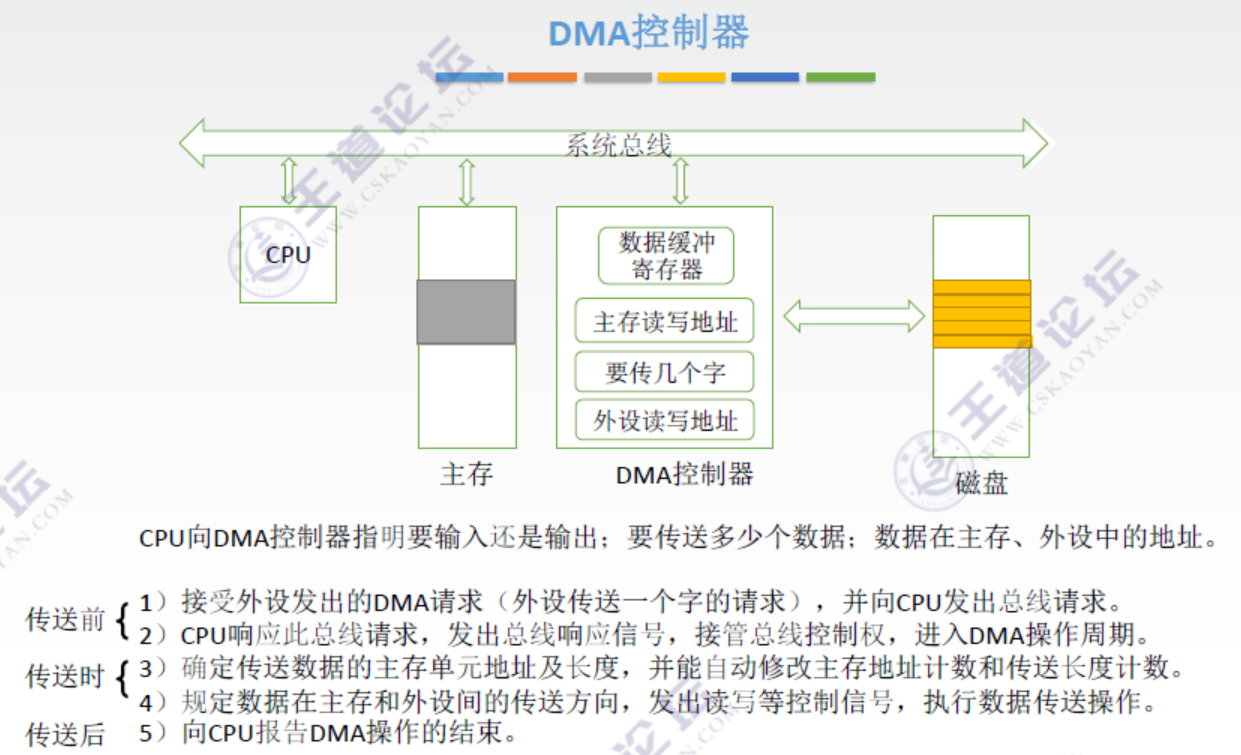 DMA控制器
系统总线
CPU
数据缓冲
寄存器
主存读写地址
要传几个字
外设读写地址
主存
DMA控制器
磁盘
CPU向DMA控制器指明要输入还是输出；要传送多少个数据；数据在主存、外设中的地址。
传送前
1）接受外设发出的DMA请求（外设传送一个字的请求），并向CPU发出总线请求。
2）CPU响应此总线请求，发出总线响应信号，接管总线控制权，进入DMA操作周期。
传送时
3）确定传送数据的主存单元地址及长度，并能自动修改主存地址计数和传送长度计数。
4）规定数据在主存和外设间的传送方向，发出读写等控制信号，执行数据传送操作。
传送后
5）向CPU报告DMA操作的结束。
王道论坛
WWW.CSKAOYAN.COM
王道论坛
WWW.CSKAOYAN.COM